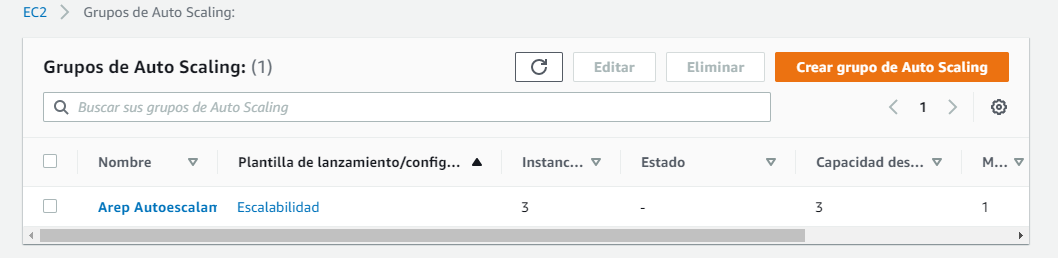 EC2 > Grupos de Auto Scaling:
Grupos de Auto Scaling: (1) Editar Eliminar Crear grupo de Auto Scaling
Buscar sus grupos de Auto Scaling 1
Nombre Plantilla de lanzamiento/config... Instanc... Estado Capacidad des... M...
Arep Autoescalam Escalabilidad 3 - 3 1